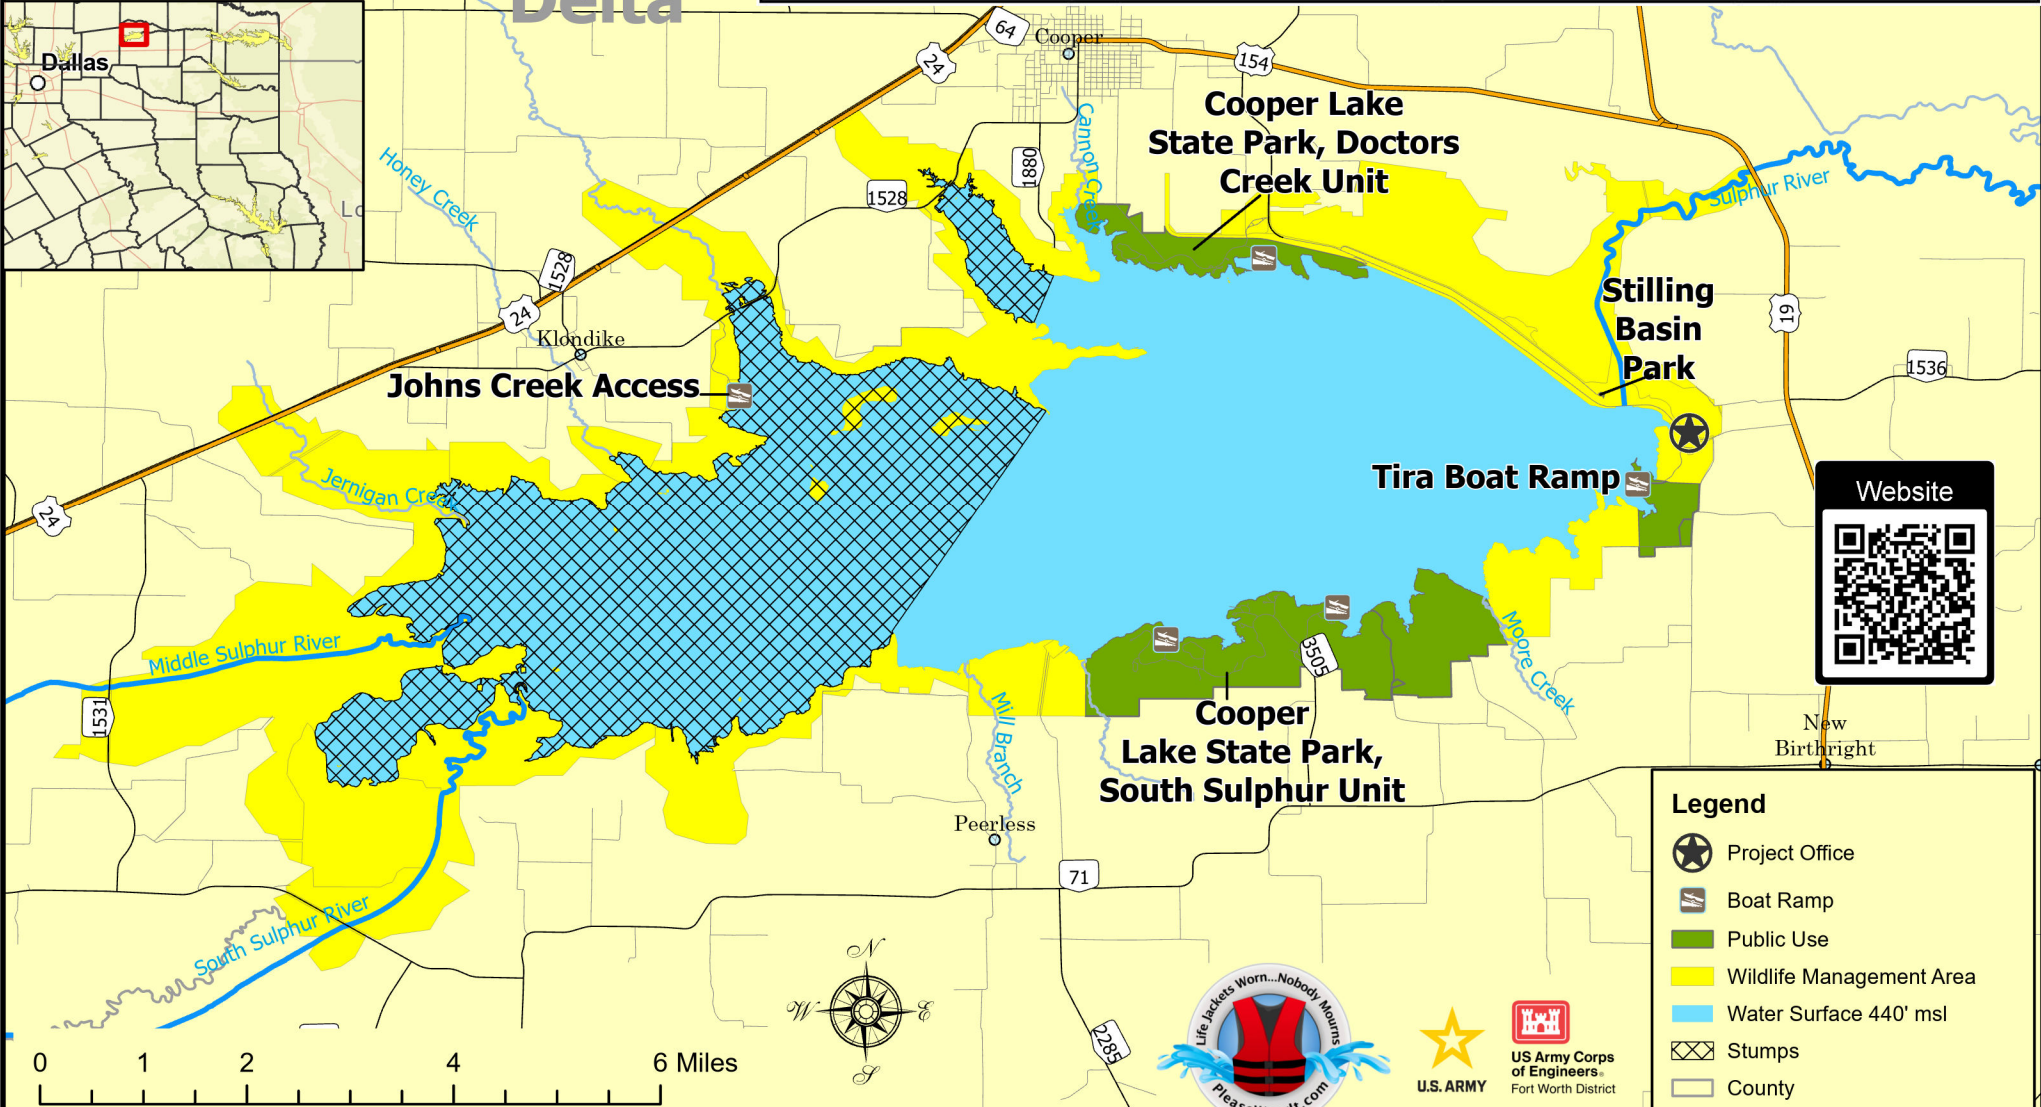 Delta
Dallas
64
Cooper
24
154
Cooper Lake
State Park, Doctors
Creek Unit
Cannon Creek
1880
1528
Honey Creek
Sulphur River
1528
24
Klondike
Stilling
Basin
Park
19
1536
Johns Creek Access
Tira Boat Ramp
Jernigan Creek
24
Website
Middle Sulphur River
Moore Creek
3505
1531
Mill Branch
Cooper
Lake State Park,
South Sulphur Unit
New
Birthright
Peerless
71
South Sulphur River
2285
N
W
E
S
0 1 2 4 6 Miles
Life Jackets Worn...Nobody Mourns
U.S. ARMY
US Army Corps
of Engineers®
Fort Worth District
Legend
Project Office
Boat Ramp
Public Use
Wildlife Management Area
Water Surface 440' msl
Stumps
County